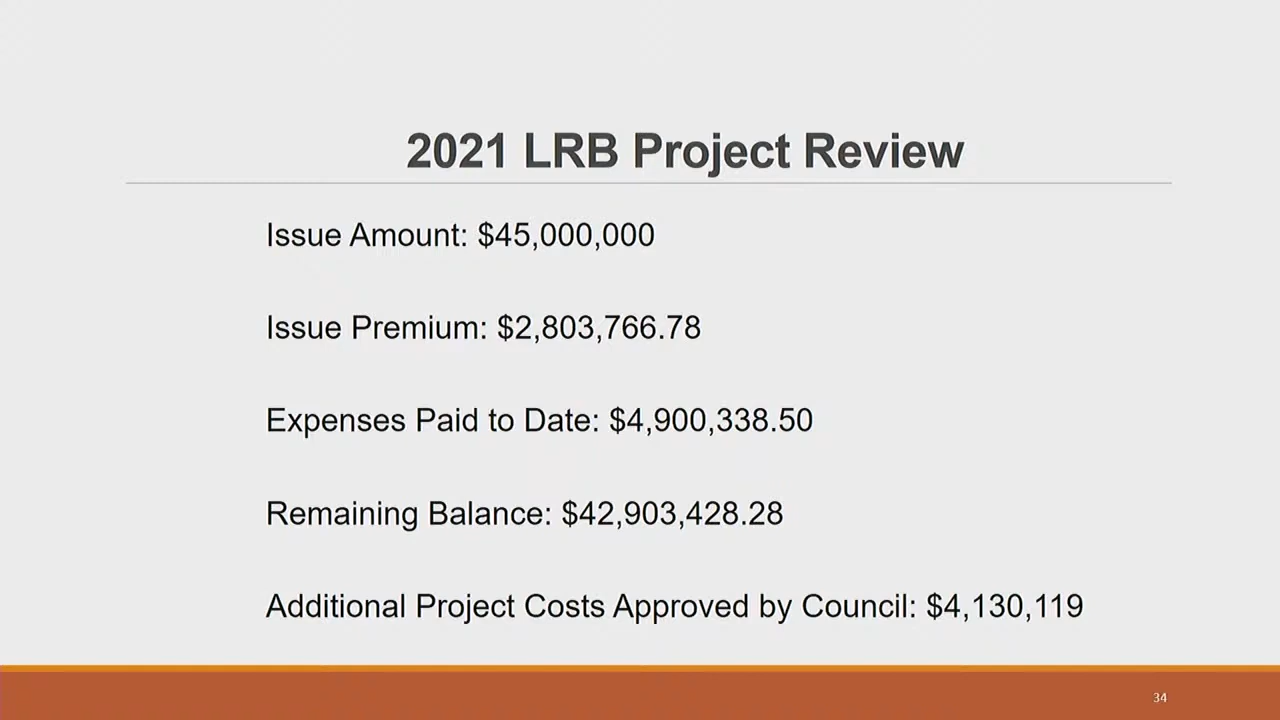 2021 LRB Project Review
Issue Amount: $45,000,000
Issue Premium: $2,803,766.78
Expenses Paid to Date: $4,900,338.50
Remaining Balance: $42,903,428.28
Additional Project Costs Approved by Council: $4,130,119
34